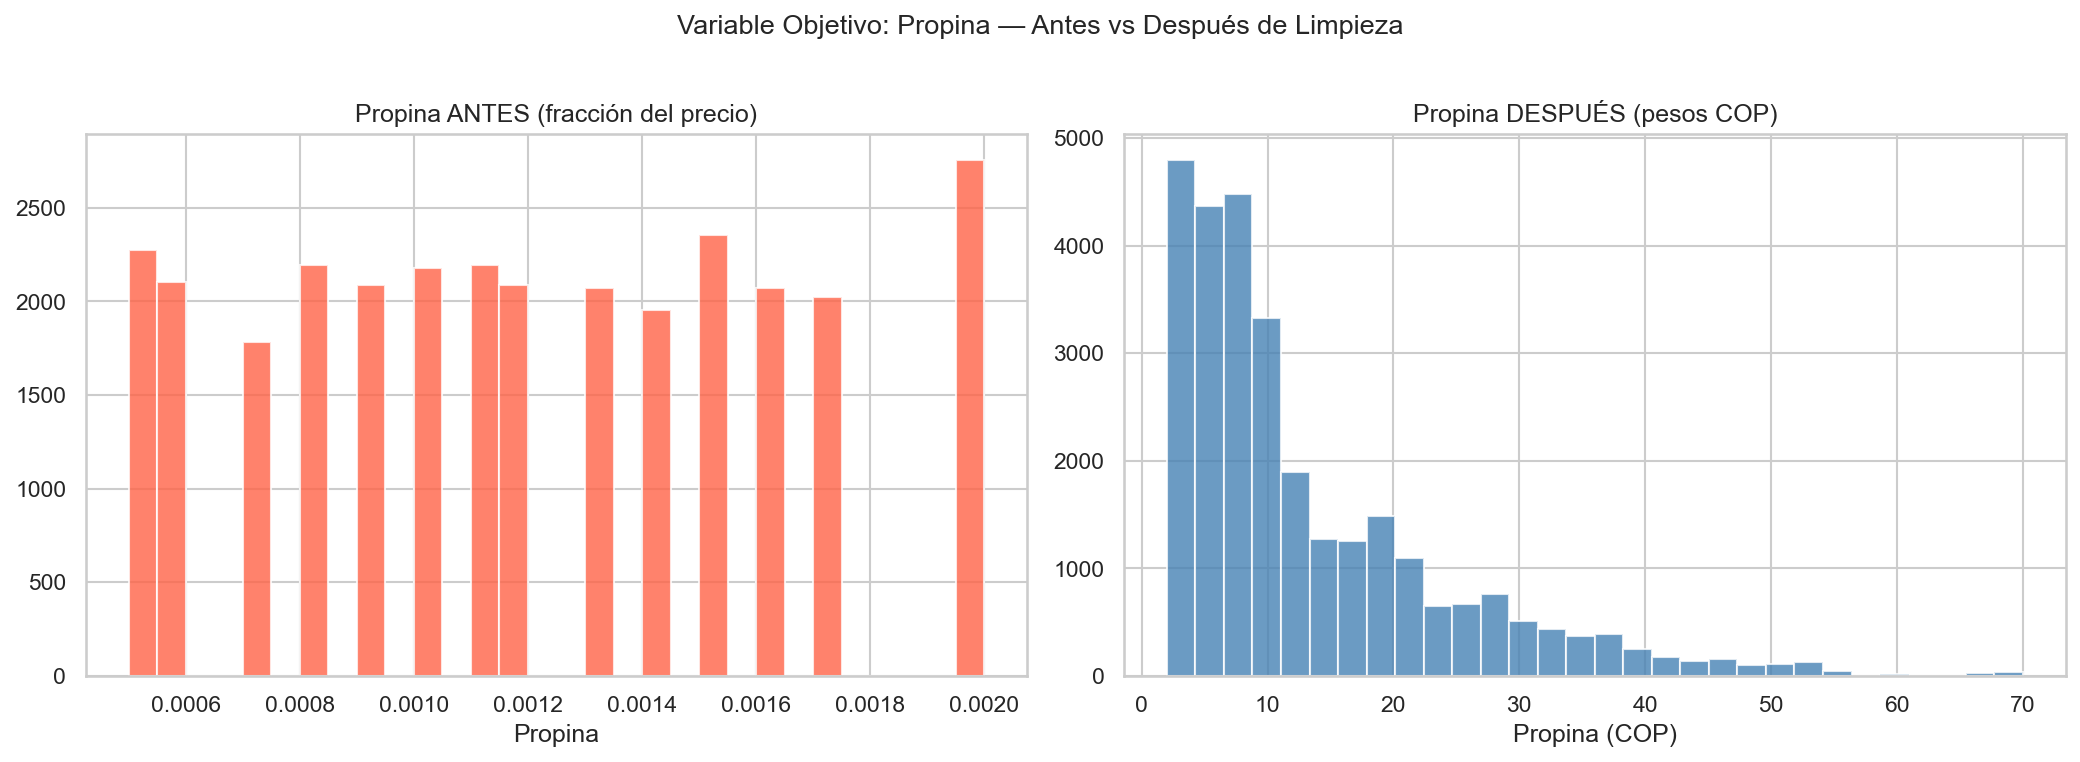 Variable Objetivo: Propina — Antes vs Después de Limpieza
Propina ANTES (fracción del precio)
2500
2000
1500
1000
500
0
0.0006 0.0008 0.0010 0.0012 0.0014 0.0016 0.0018 0.0020
Propina
Propina DESPUÉS (pesos COP)
5000
4000
3000
2000
1000
0
0 10 20 30 40 50 60 70
Propina (COP)